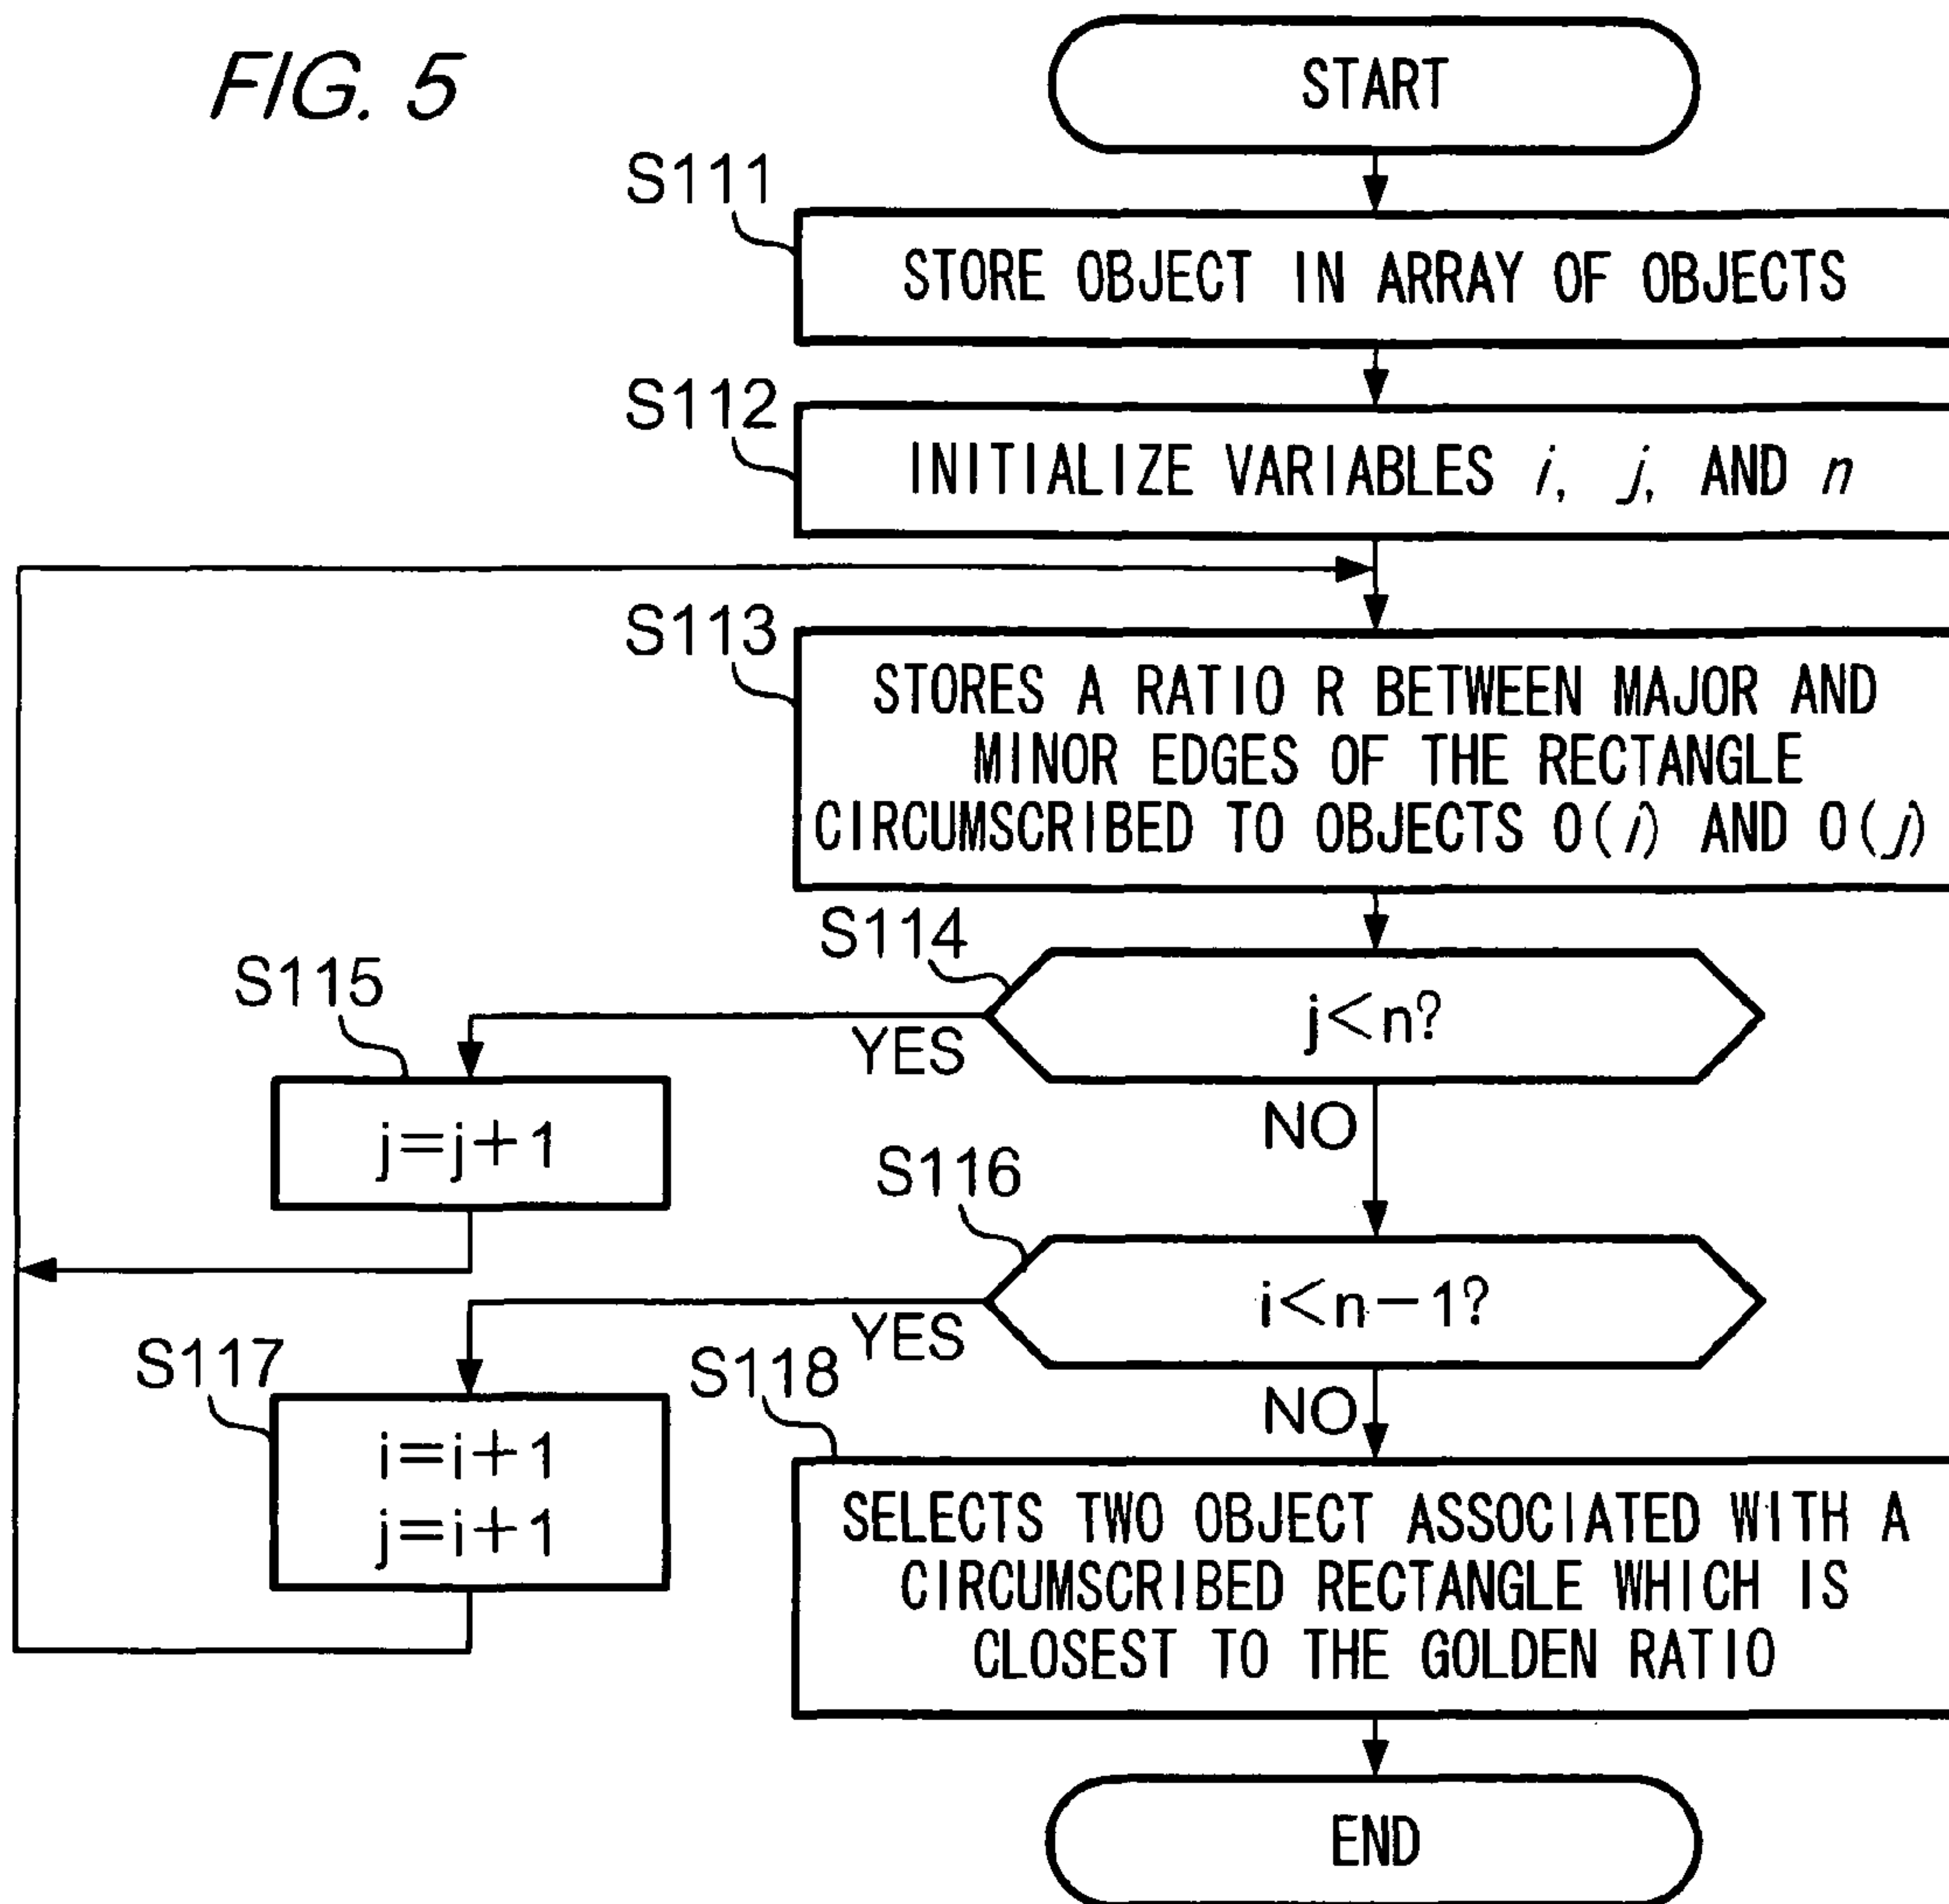 FIG. 5
START
S111
STORE OBJECT IN ARRAY OF OBJECTS
S112
INITIALIZE VARIABLES i, j, AND n
S113
STORES A RATIO R BETWEEN MAJOR AND
MINOR EDGES OF THE RECTANGLE
CIRCUMSCRIBED TO OBJECTS O(i) AND O(j)
S114
j<n?
YES
NO
S115
j=j+1
S116
i<n-1?
YES
NO
S117
i=i+1
j=i+1
S118
SELECTS TWO OBJECT ASSOCIATED WITH A
CIRCUMSCRIBED RECTANGLE WHICH IS
CLOSEST TO THE GOLDEN RATIO
END